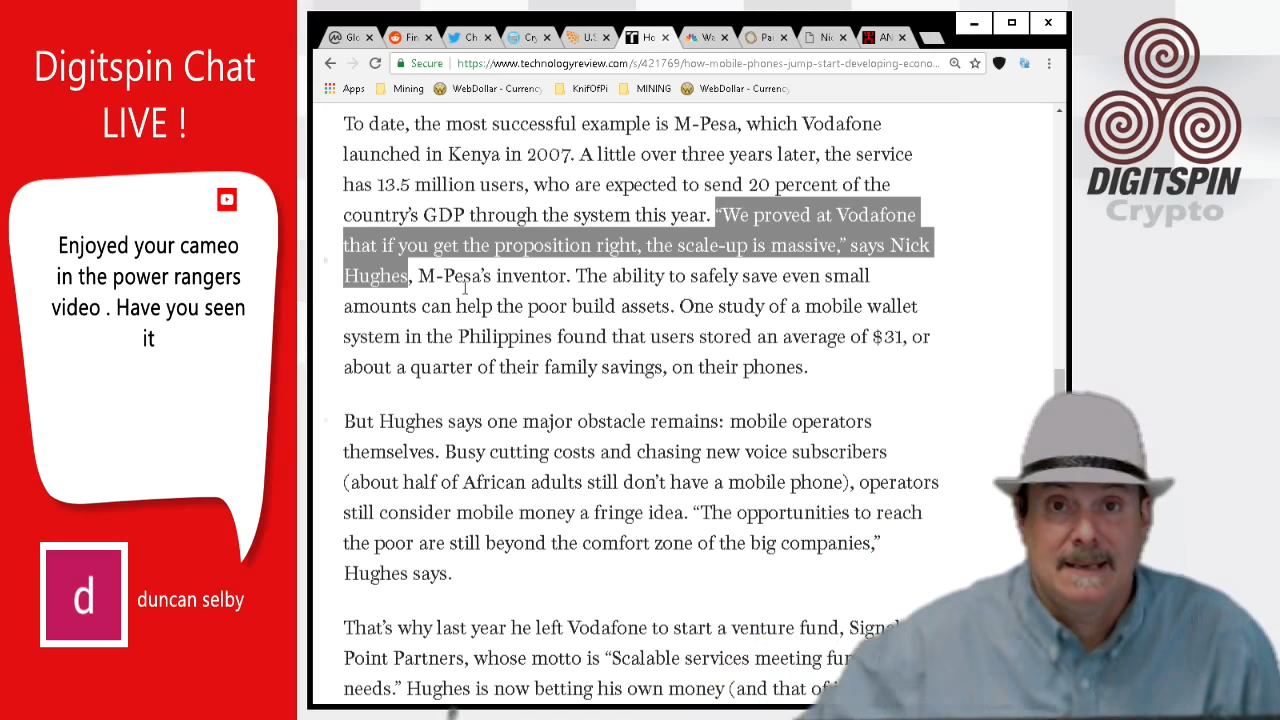 Digitspin Chat
LIVE !
Enjoyed your cameo
in the power rangers
video . Have you seen
it
d
duncan selby
Glo
Fin
Ch
Cry
U.S
Ho
Wa
Pai
Nic
AN
Secure
https://www.technologyreview.com/s/421769/how-mobile-phones-jump-start-developing-econo...
Apps
Mining
WebDollar - Currency
KnifOfPi
MINING
WebDollar - Currency
To date, the most successful example is M-Pesa, which Vodafone
launched in Kenya in 2007. A little over three years later, the service
has 13.5 million users, who are expected to send 20 percent of the
country's GDP through the system this year. “We proved at Vodafone
that if you get the proposition right, the scale-up is massive,” says Nick
Hughes, M-Pesa's inventor. The ability to safely save even small
amounts can help the poor build assets. One study of a mobile wallet
system in the Philippines found that users stored an average of $31, or
about a quarter of their family savings, on their phones.
But Hughes says one major obstacle remains: mobile operators
themselves. Busy cutting costs and chasing new voice subscribers
(about half of African adults still don't have a mobile phone), operators
still consider mobile money a fringe idea. “The opportunities to reach
the poor are still beyond the comfort zone of the big companies,”
Hughes says.
That's why last year he left Vodafone to start a venture fund, Signal
Point Partners, whose motto is “Scalable services meeting fun
needs.” Hughes is now betting his own money (and that of
DIGITSPIN
Crypto